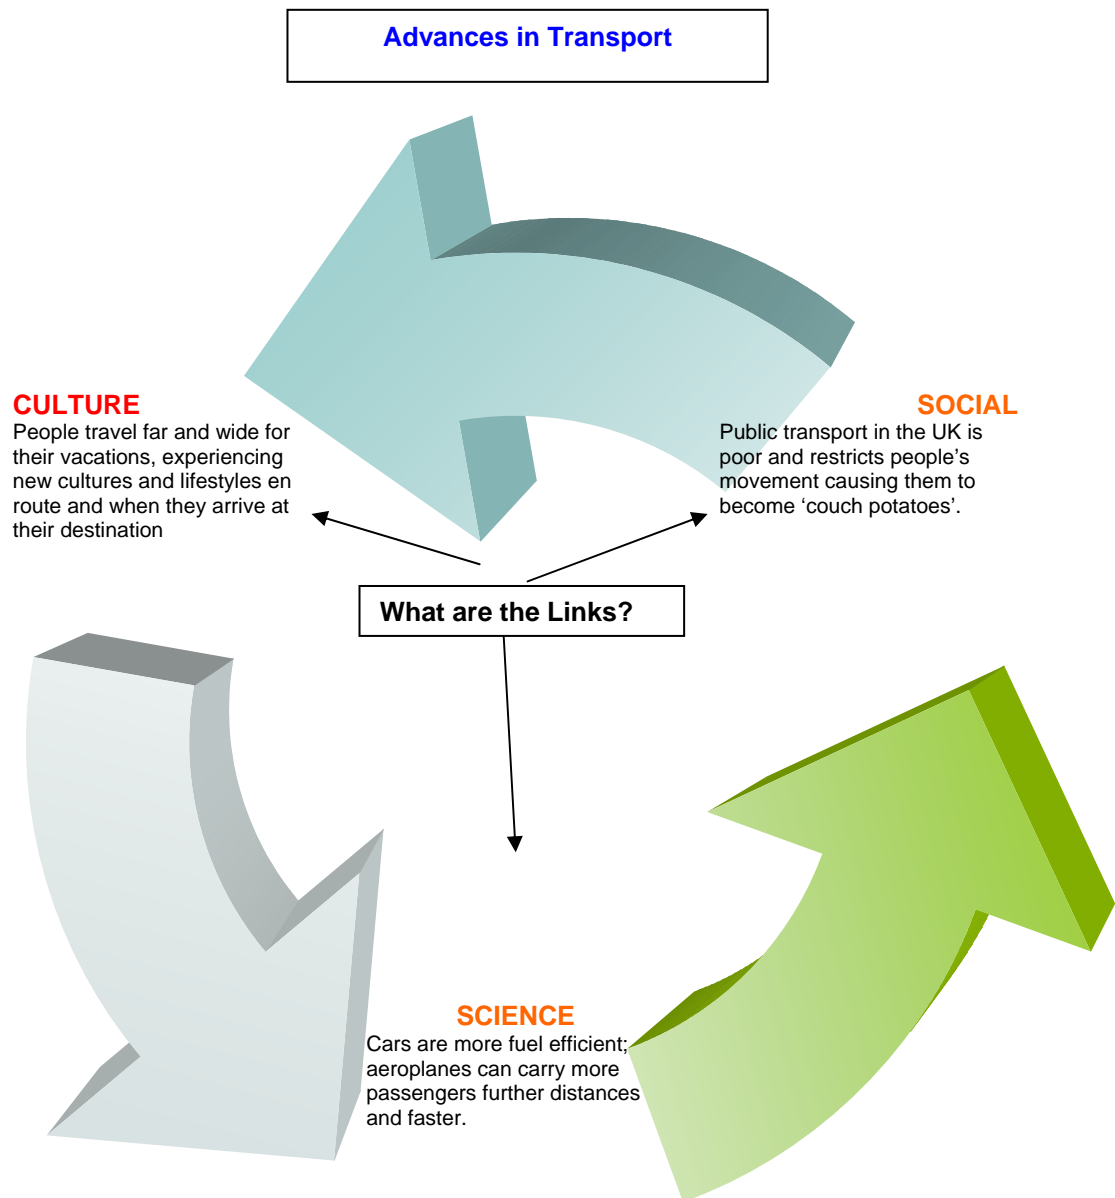 Advances in Transport
CULTURE
People travel far and wide for
their vacations, experiencing
new cultures and lifestyles en
route and when they arrive at
their destination
SOCIAL
Public transport in the UK is
poor and restricts people’s
movement causing them to
become ‘couch potatoes’.
What are the Links?
SCIENCE
Cars are more fuel efficient;
aeroplanes can carry more
passengers further distances
and faster.